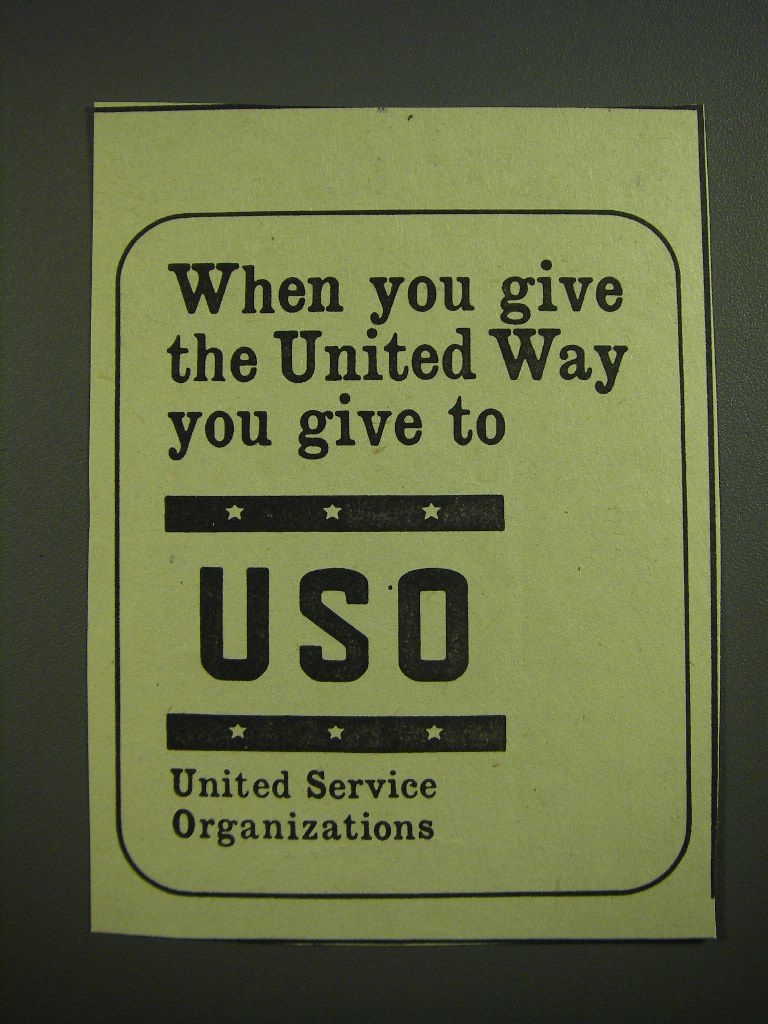 When you give
the United Way
you give to
USO
United Service
Organizations